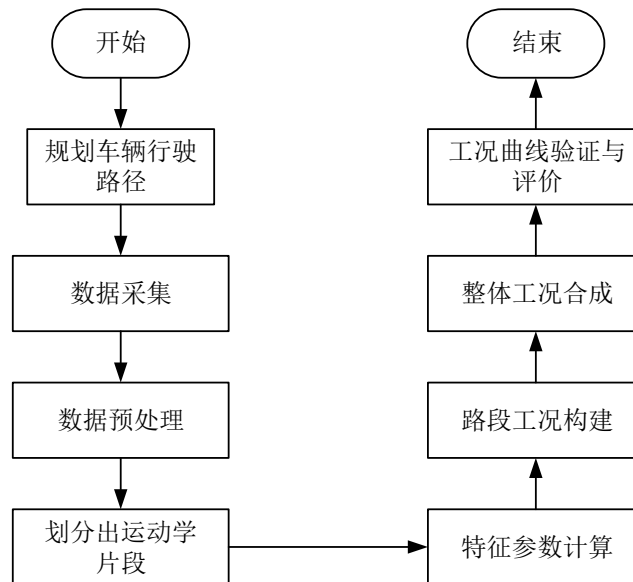 开始
规划车辆行驶
路径
数据采集
数据预处理
划分出运动学
片段
特征参数计算
路段工况构建
整体工况合成
工况曲线验证与
评价
结束